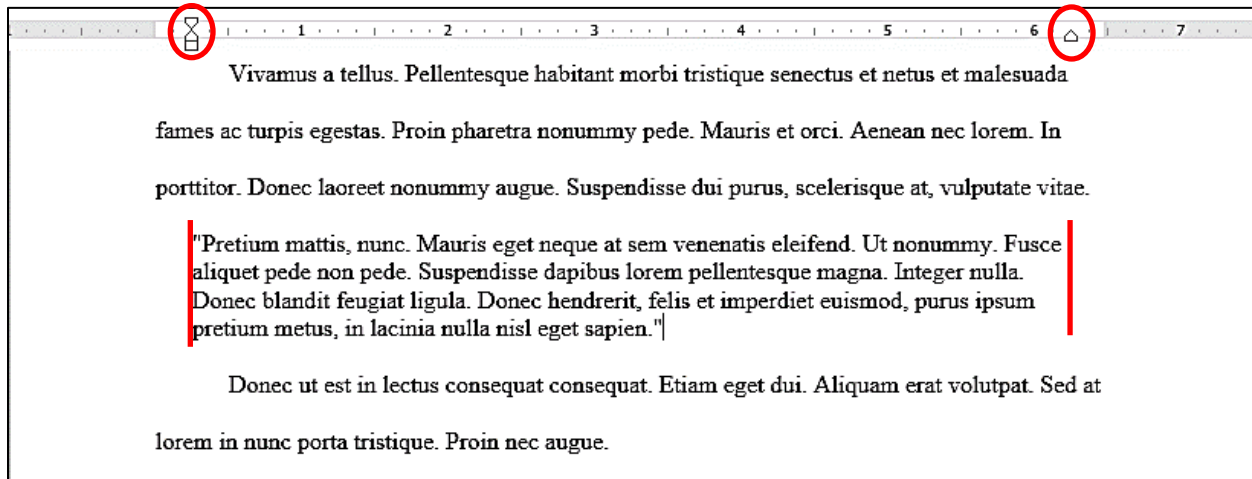 1 2 3 4 5 6 7
Vivamus a tellus. Pellentesque habitant morbi tristique senectus et netus et malesuada
fames ac turpis egestas. Proin pharetra nonummy pede. Mauris et orci. Aenean nec lorem. In
porttitor. Donec laoreet nonummy augue. Suspendisse dui purus, scelerisque at, vulputate vitae.
"Pretium mattis, nunc. Mauris eget neque at sem venenatis eleifend. Ut nonummy. Fusce
aliquet pede non pede. Suspendisse dapibus lorem pellentesque magna. Integer nulla.
Donec blandit feugiat ligula. Donec hendrerit, felis et imperdiet euismod, purus ipsum
pretium metus, in lacinia nulla nisl eget sapien."
Donec ut est in lectus consequat consequat. Etiam eget dui. Aliquam erat volutpat. Sed at
lorem in nunc porta tristique. Proin nec augue.